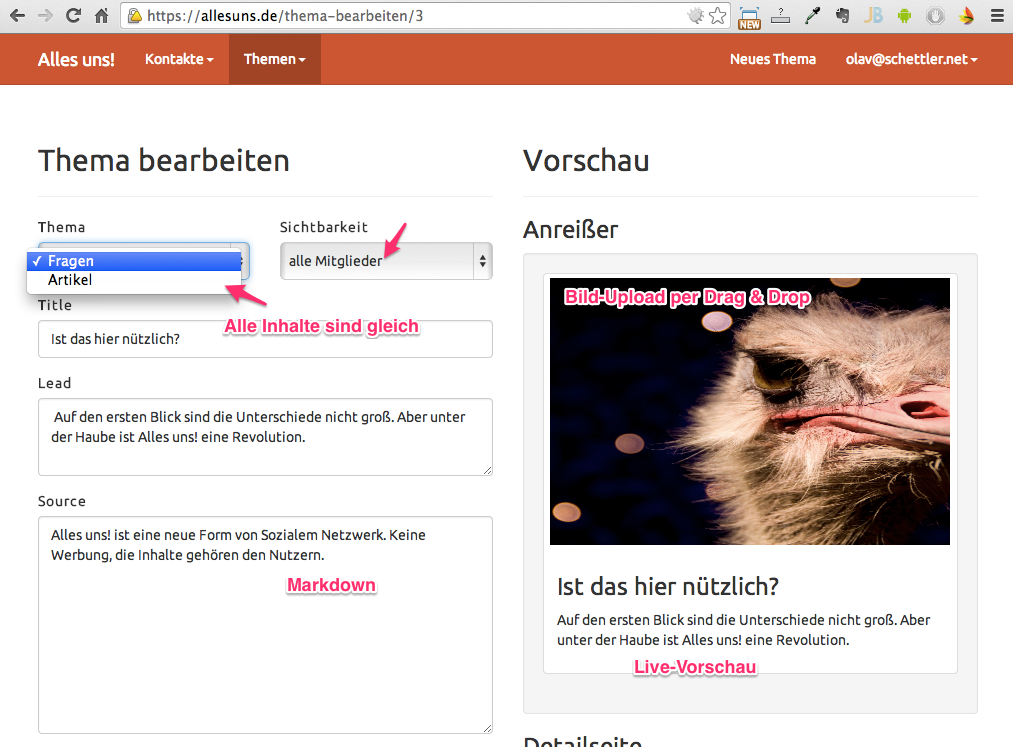 https://allesuns.de/thema-bearbeiten/3
NEW
JB
Alles uns!
Kontakte
Themen
Neues Thema
olav@schettler.net
Thema bearbeiten
Thema
Sichtbarkeit
✓ Fragen
Artikel
alle Mitglieder
Alle Inhalte sind gleich
Title
Ist das hier nützlich?
Lead
Auf den ersten Blick sind die Unterschiede nicht groß. Aber unter
der Haube ist Alles uns! eine Revolution.
Source
Alles uns! ist eine neue Form von Sozialem Netzwerk. Keine
Werbung, die Inhalte gehören den Nutzern.
Markdown
Vorschau
Anreißer
Bild-Upload per Drag & Drop
Ist das hier nützlich?
Auf den ersten Blick sind die Unterschiede nicht groß. Aber
unter der Haube ist Alles uns! eine Revolution.
Live-Vorschau
Detailseite